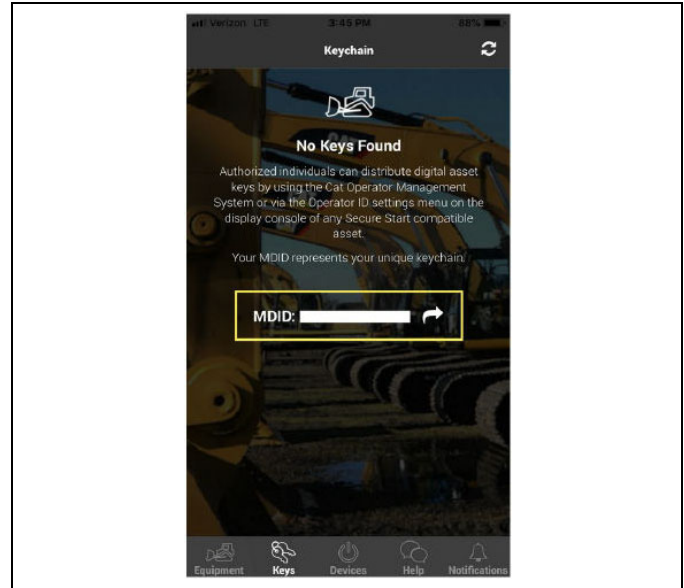 Verizon LTE 3:45 PM 88%
Keychain
No Keys Found
Authorized individuals can distribute digital asset
keys by using the Cat Operator Management
System or via the Operator ID settings menu on the
display console of any Secure Start compatible
asset.
Your MDID represents your unique keychain.
MDID:
Equipment Keys Devices Help Notifications